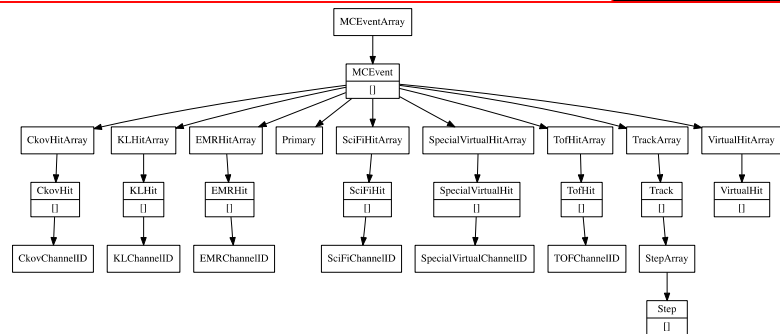 MCEventArray
MCEvent
[]
CkovHitArray KLHitArray EMRHitArray Primary SciFiHitArray SpecialVirtualHitArray TofHitArray TrackArray VirtualHitArray
CkovHit KLHit EMRHit SciFiHit SpecialVirtualHit TofHit Track VirtualHit
[] [] [] [] [] [] [] []
CkovChannelID KLChannelID EMRChannelID SciFiChannelID SpecialVirtualChannelID TOFChannelID StepArray
Step
[]